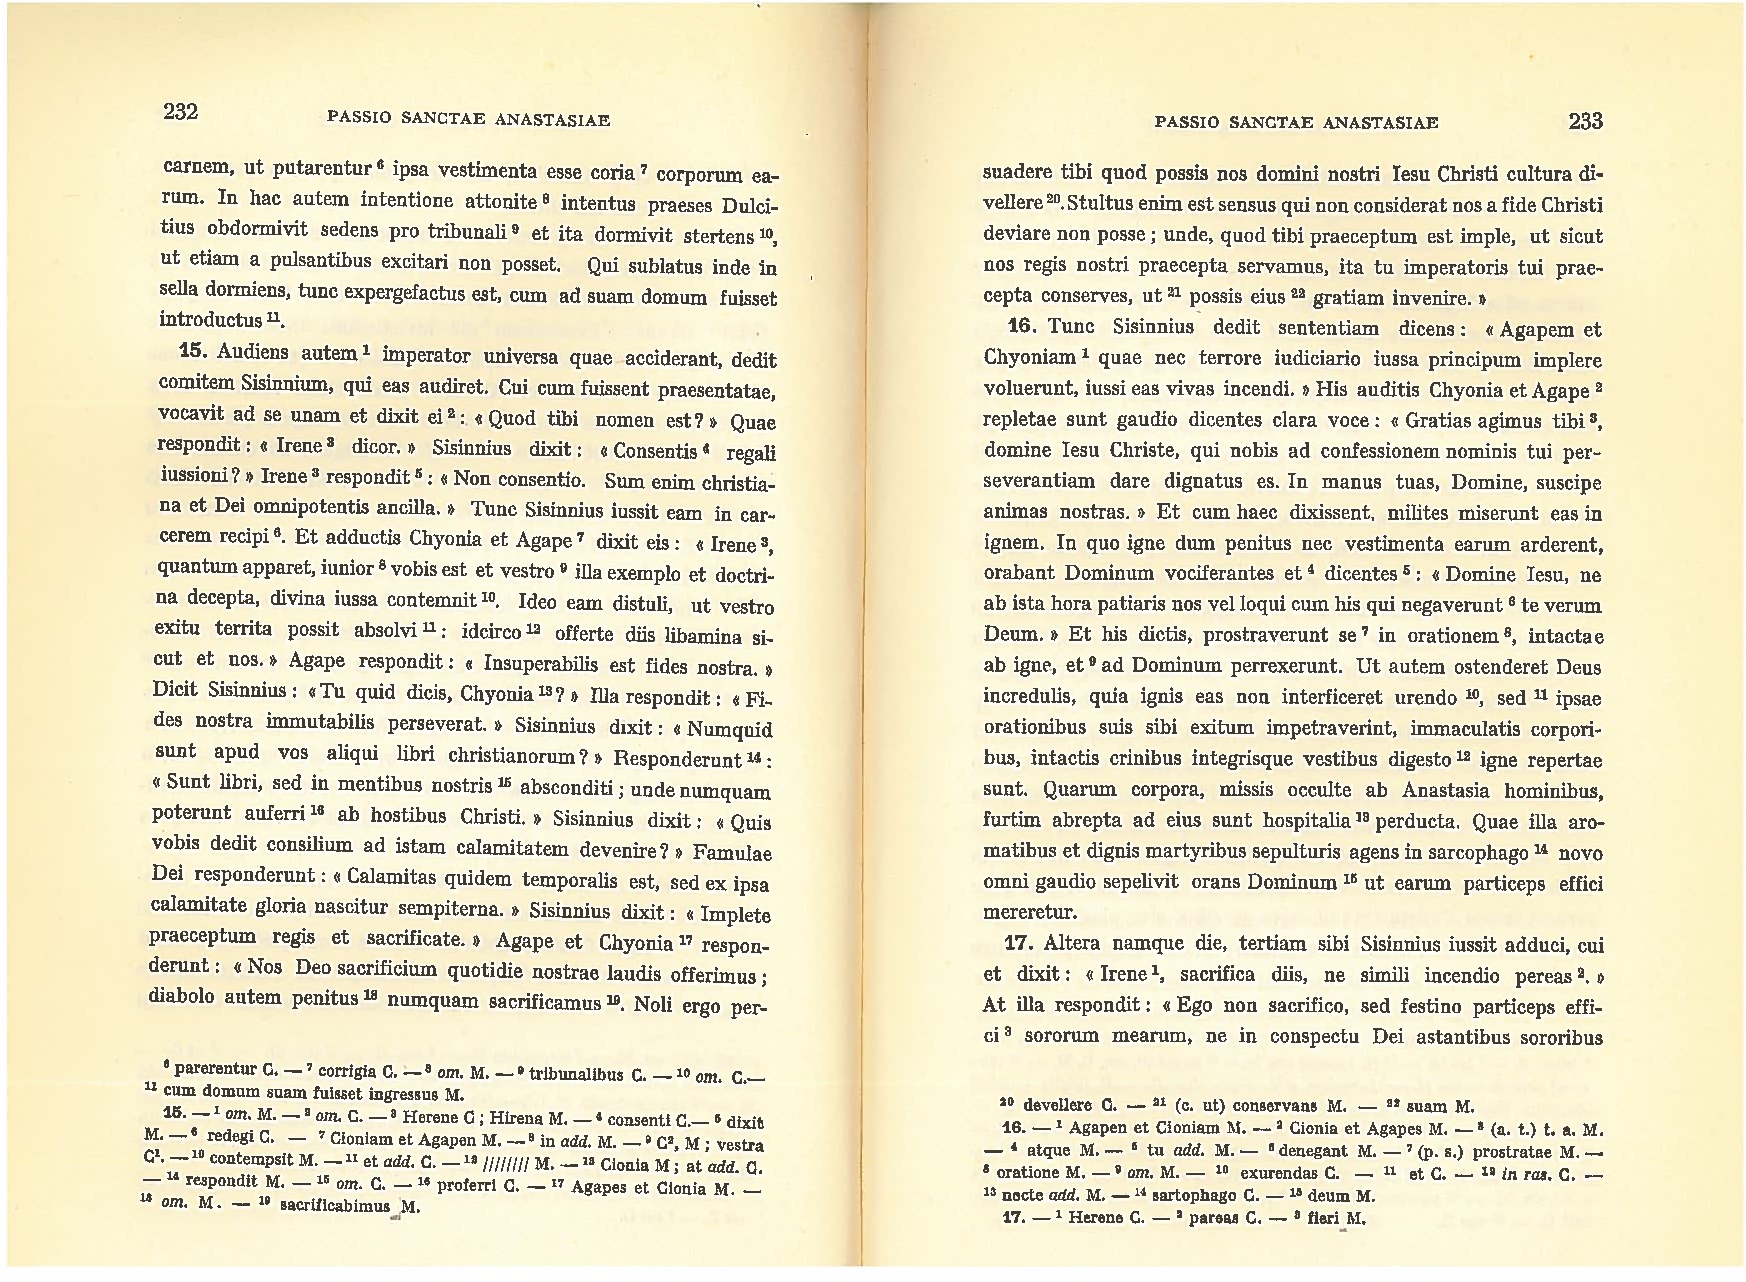 232 PASSIO SANCTAE ANASTASIAE
carnem, ut putarentur ⁶ ipsa vestimenta esse coria ⁷ corporum ea-
rum. In hac autem intentione attonite ⁸ intentus praeses Dulci-
tius obdormivit sedens pro tribunali ⁹ et ita dormivit stertens ¹⁰,
ut etiam a pulsantibus excitari non posset. Qui sublatus inde in
sella dormiens, tunc expergefactus est, cum ad suam domum fuisset
introductus ¹¹.
15. Audiens autem ¹ imperator universa quae acciderant, dedit
comitem Sisinnium, qui eas audiret. Cui cum fuissent praesentatae,
vocavit ad se unam et dixit ei ² : « Quod tibi nomen est? » Quae
respondit : « Irene ³ dicor. » Sisinnius dixit : « Consentis ⁴ regali
iussioni? » Irene ³ respondit ⁵ : « Non consentio. Sum enim christia-
na et Dei omnipotentis ancilla. » Tunc Sisinnius iussit eam in car-
cerem recipi ⁶. Et adductis Chyonia et Agape ⁷ dixit eis : « Irene ³,
quantum apparet, iunior ⁸ vobis est et vestro ⁹ illa exemplo et doctri-
na decepta, divina iussa contemnit ¹⁰. Ideo eam distuli, ut vestro
exitu territa possit absolvi ¹¹ : idcirco ¹² offerte diis libamina si-
cut et nos. » Agape respondit : « Insuperabilis est fides nostra. »
Dicit Sisinnius : « Tu quid dicis, Chyonia ¹³? » Illa respondit : « Fi-
des nostra immutabilis perseverat. » Sisinnius dixit : « Numquid
sunt apud vos aliqui libri christianorum? » Responderunt ¹⁴ :
« Sunt libri, sed in mentibus nostris ¹⁵ absconditi ; unde numquam
poterunt auferri ¹⁶ ab hostibus Christi. » Sisinnius dixit : « Quis
vobis dedit consilium ad istam calamitatem devenire? » Famulae
Dei responderunt : « Calamitas quidem temporalis est, sed ex ipsa
calamitate gloria nascitur sempiterna. » Sisinnius dixit : « Implete
praeceptum regis et sacrificate. » Agape et Chyonia ¹⁷ respon-
derunt : « Nos Deo sacrificium quotidie nostrae laudis offerimus ;
diabolo autem penitus ¹⁸ numquam sacrificamus ¹⁹. Noli ergo per-
⁶ parerentur C. — ⁷ corrigia C. — ⁸ om. M. — ⁹ tribunalibus C. — ¹⁰ om. C. —
¹¹ cum domum suam fuisset ingressus M.
15. — ¹ om. M. — ² om. C. — ³ Herene C ; Hirena M. — ⁴ consenti C. — ⁵ dixit
M. — ⁶ redegi C. — ⁷ Cioniam et Agapen M. — ⁸ in add. M. — ⁹ C², M ; vestra
C¹. — ¹⁰ contempsit M. — ¹¹ et add. C. — ¹² //////// M. — ¹³ Cionia M ; at add. C.
— ¹⁴ respondit M. — ¹⁵ om. C. — ¹⁶ proferri C. — ¹⁷ Agapes et Cionia M. —
¹⁸ om. M. — ¹⁹ sacrificabimus M.
PASSIO SANCTAE ANASTASIAE 233
suadere tibi quod possis nos domini nostri Iesu Christi cultura di-
vellere ²⁰. Stultus enim est sensus qui non considerat nos a fide Christi
deviare non posse ; unde, quod tibi praeceptum est imple, ut sicut
nos regis nostri praecepta servamus, ita tu imperatoris tui prae-
cepta conserves, ut ²¹ possis eius ²² gratiam invenire. »
16. Tunc Sisinnius dedit sententiam dicens : « Agapem et
Chyoniam ¹ quae nec terrore iudiciario iussa principum implere
voluerunt, iussi eas vivas incendi. » His auditis Chyonia et Agape ²
repletae sunt gaudio dicentes clara voce : « Gratias agimus tibi ³,
domine Iesu Christe, qui nobis ad confessionem nominis tui per-
severantiam dare dignatus es. In manus tuas, Domine, suscipe
animas nostras. » Et cum haec dixissent, milites miserunt eas in
ignem. In quo igne dum penitus nec vestimenta earum arderent,
orabant Dominum vociferantes et ⁴ dicentes ⁵ : « Domine Iesu, ne
ab ista hora patiaris nos vel loqui cum his qui negaverunt ⁶ te verum
Deum. » Et his dictis, prostraverunt se ⁷ in orationem ⁸, intactae
ab igne, et ⁹ ad Dominum perrexerunt. Ut autem ostenderet Deus
incredulis, quia ignis eas non interficeret urendo ¹⁰, sed ¹¹ ipsae
orationibus suis sibi exitum impetraverint, immaculatis corpori-
bus, intactis crinibus integrisque vestibus digesto ¹² igne repertae
sunt. Quarum corpora, missis occulte ab Anastasia hominibus,
furtim abrepta ad eius sunt hospitalia ¹³ perducta. Quae illa aro-
matibus et dignis martyribus sepulturis agens in sarcophago ¹⁴ novo
omni gaudio sepelivit orans Dominum ¹⁵ ut earum particeps effici
mereretur.
17. Altera namque die, tertiam sibi Sisinnius iussit adduci, cui
et dixit : « Irene ¹, sacrifica diis, ne simili incendio pereas ². »
At illa respondit : « Ego non sacrifico, sed festino particeps effi-
ci ³ sororum mearum, ne in conspectu Dei astantibus sororibus
²⁰ devellere C. — ²¹ (c. ut) conservans M. — ²² suam M.
16. — ¹ Agapen et Cioniam M. — ² Cionia et Agapes M. — ³ (a. t.) t. a. M.
— ⁴ atque M. — ⁵ tu add. M. — ⁶ denegant M. — ⁷ (p. s.) prostratae M. —
⁸ oratione M. — ⁹ om. M. — ¹⁰ exurendas C. — ¹¹ et C. — ¹² in ras. C. —
¹³ nocte add. M. — ¹⁴ sartophago C. — ¹⁵ deum M.
17. — ¹ Herene C. — ² pareas C. — ³ fieri M.